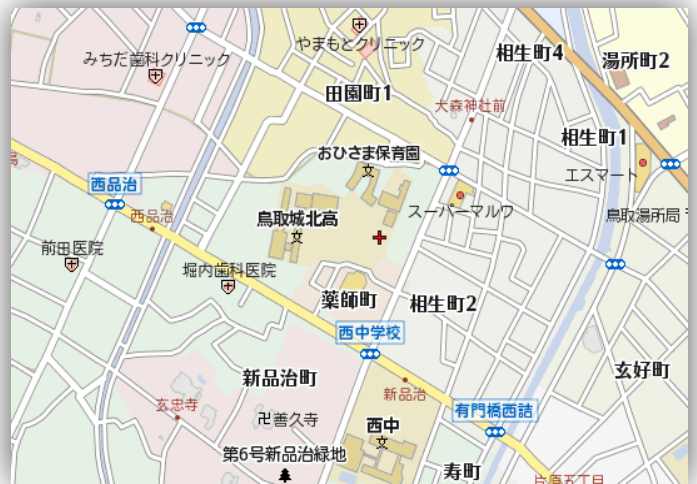 やまもとクリニック
相生町4
みちだ歯科クリニック
湯所町2
田園町1
大森神社前
相生町1
おひさま保育園
エスマート
西品治
西品治
鳥取城北高
スーパーマルワ
鳥取湯所局
前田医院
堀内歯科医院
薬師町
相生町2
西中学校
玄好町
新品治町
新品治
玄忠寺
有門橋西詰
卍善久寺
西中
第6号新品治緑地
寿町
片原五丁目